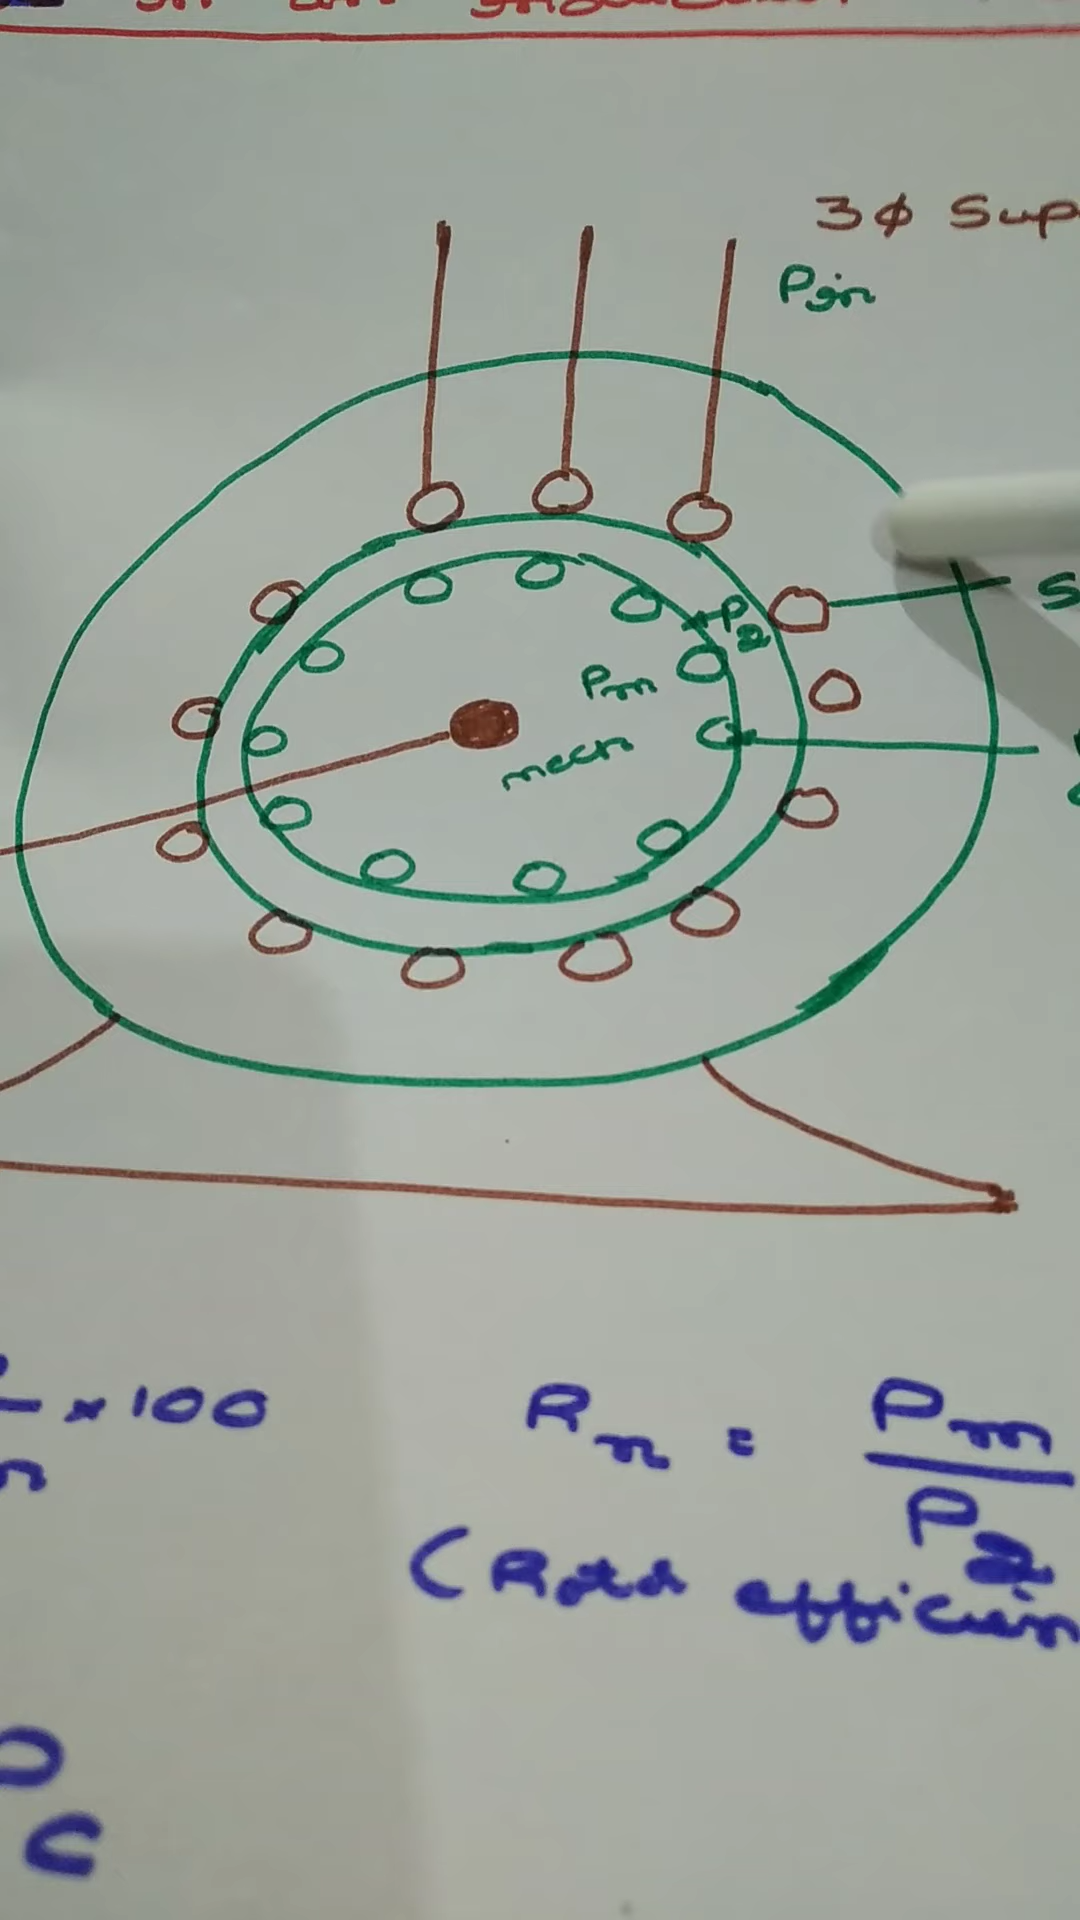 3φ Sup
Pin
P2
Pm
mech
S
x 100
n
Rη = Pm
P2
(Rotor efficien
P
c